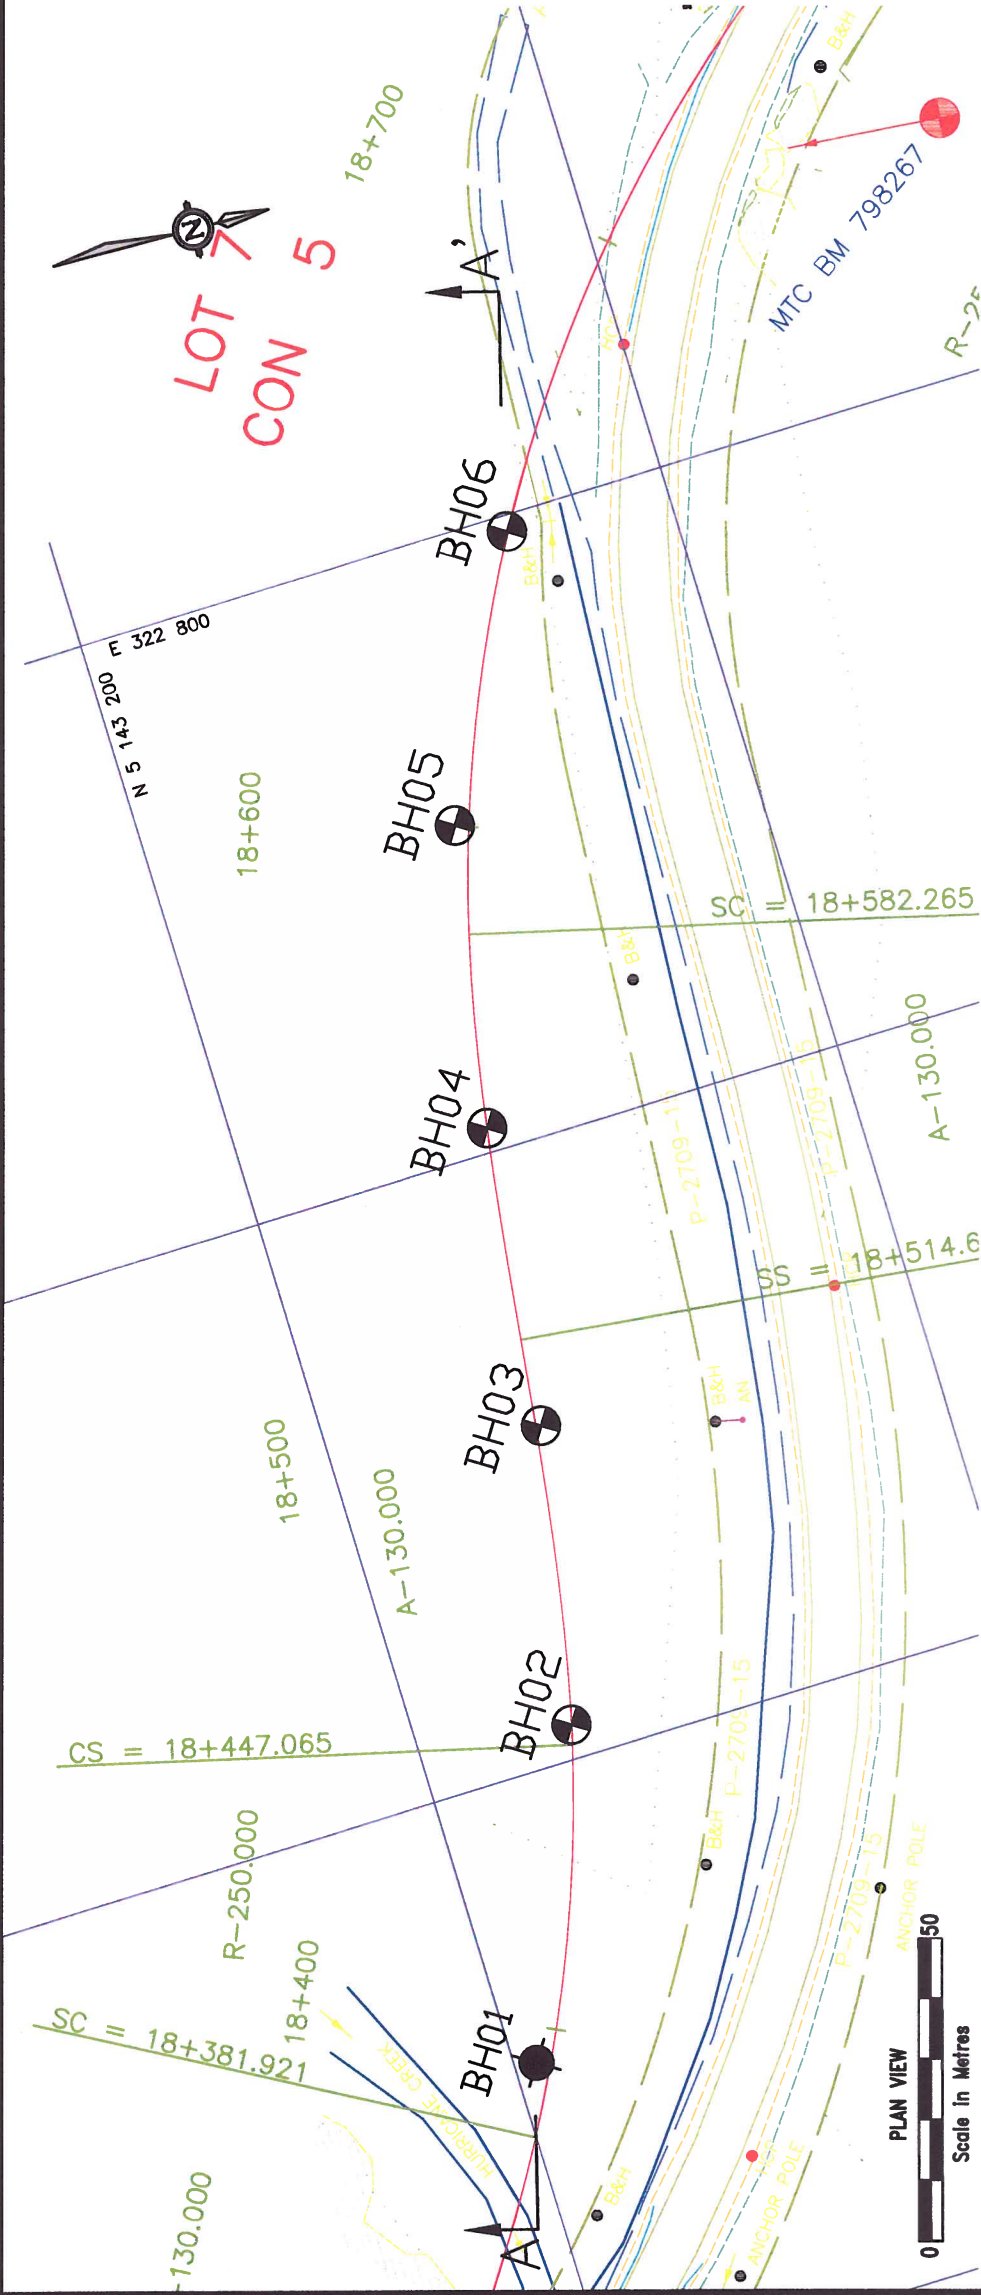 18+700
N
LOT 7
CON 5
A'
MTC BM 798267
B&H
BH06
B&H
E 322 800
N 5 143 200
BH05
18+600
SC = 18+582.265
B&H
BH04
P-2709-15
P-2709-15
A-130.000
SS = 18+514.6
BH03
B&H
AN
18+500
A-130.000
BH02
CS = 18+447.065
P-2709-15
B&H
R-250.000
P-2709-15
ANCHOR POLE
18+400
SC = 18+381.921
BH01
HURRICANE CREEK
A
B&H
ANCHOR POLE
-130.000
PLAN VIEW
0 50
Scale in Metres